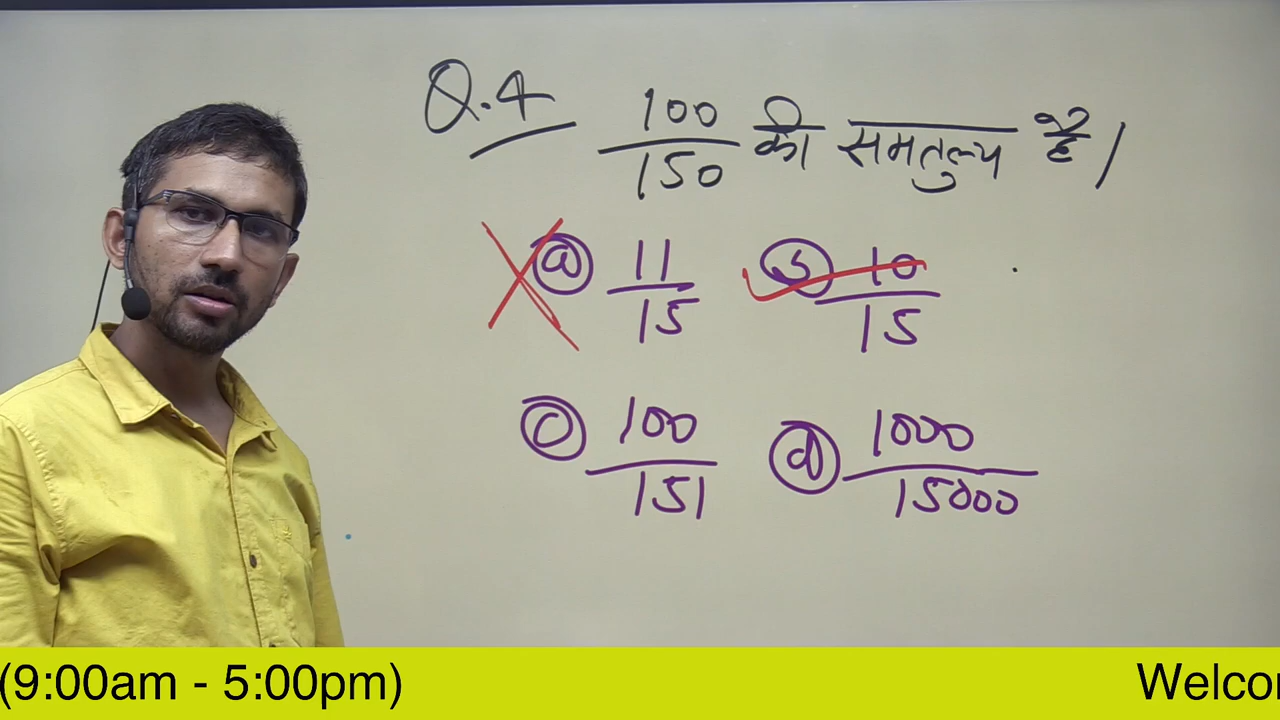 Q.4 100/150 की समतुल्य है।
ⓐ 11/15 ⓑ 10/15
ⓒ 100/151 ⓓ 1000/15000
(9:00am - 5:00pm) Welco